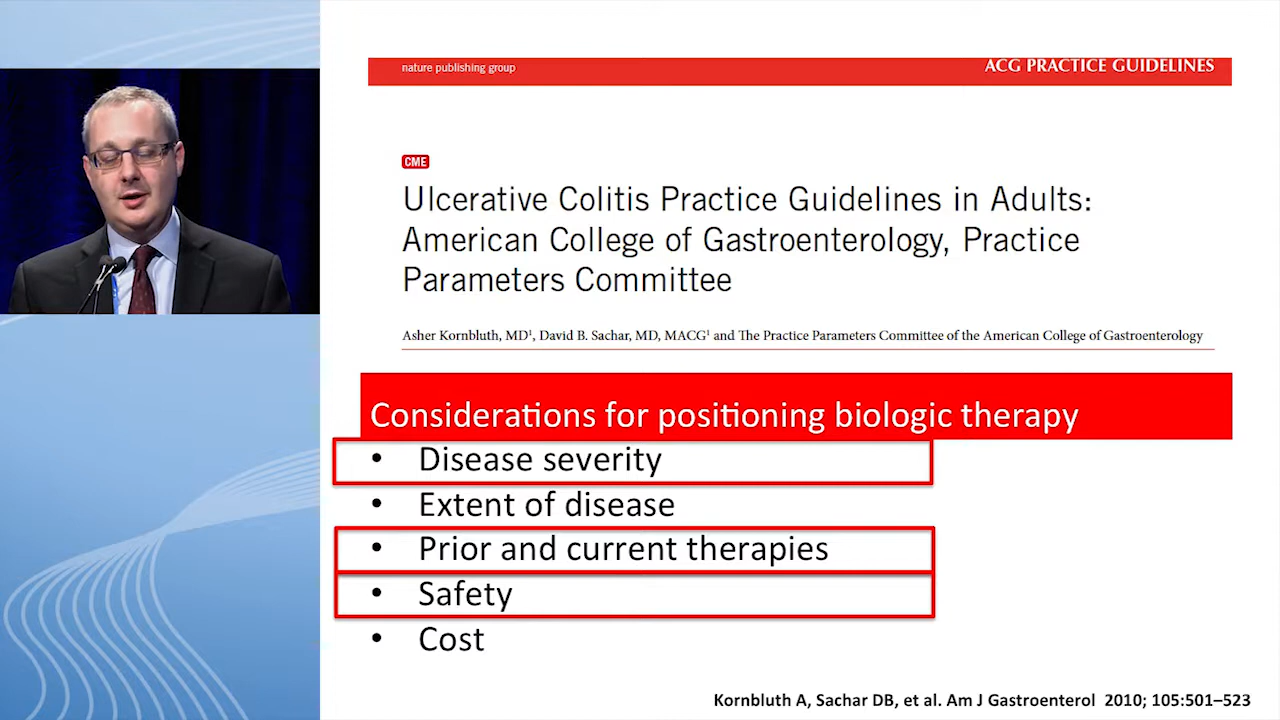 nature publishing group
ACG PRACTICE GUIDELINES
CME
Ulcerative Colitis Practice Guidelines in Adults:
American College of Gastroenterology, Practice
Parameters Committee
Asher Kornbluth, MD¹, David B. Sachar, MD, MACG¹ and The Practice Parameters Committee of the American College of Gastroenterology
Considerations for positioning biologic therapy
• Disease severity
• Extent of disease
• Prior and current therapies
• Safety
• Cost
Kornbluth A, Sachar DB, et al. Am J Gastroenterol 2010; 105:501–523